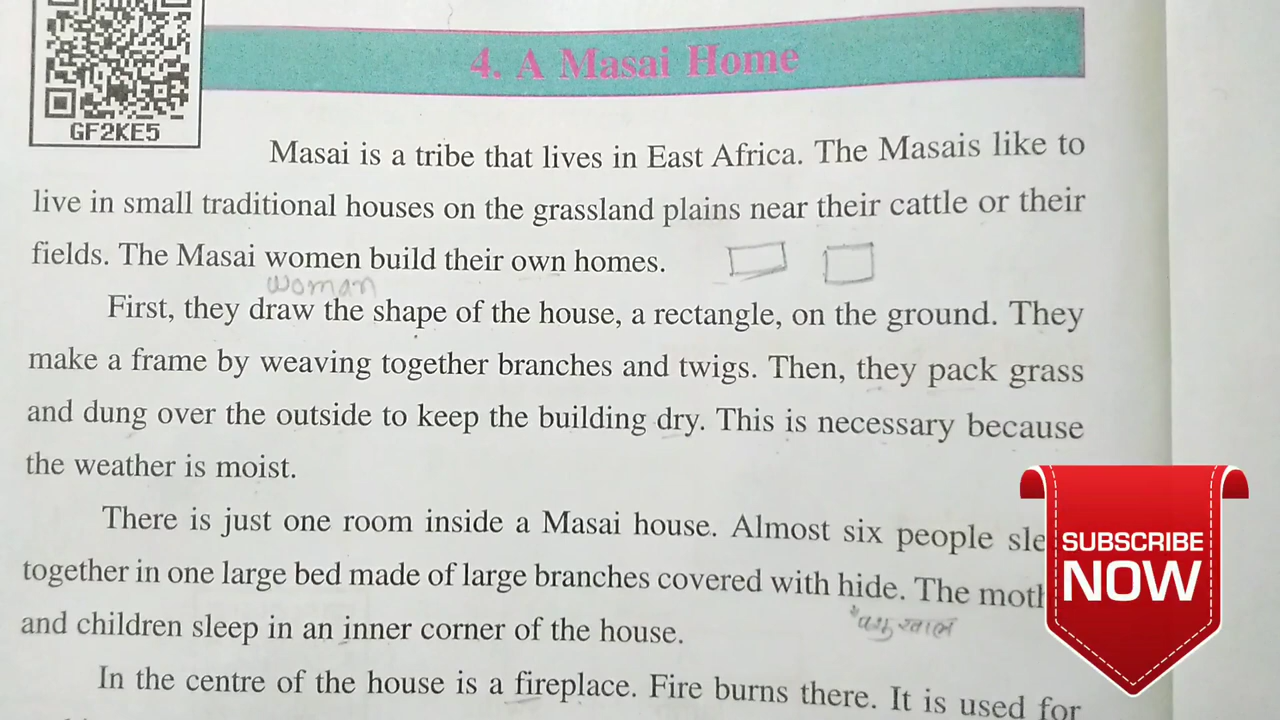 GF2KE5
4. A Masai Home
Masai is a tribe that lives in East Africa. The Masais like to
live in small traditional houses on the grassland plains near their cattle or their
fields. The Masai women build their own homes.
woman
First, they draw the shape of the house, a rectangle, on the ground. They
make a frame by weaving together branches and twigs. Then, they pack grass
and dung over the outside to keep the building dry. This is necessary because
the weather is moist.
There is just one room inside a Masai house. Almost six people
together in one large bed made of large branches covered with hide. The
and children sleep in an inner corner of the house.
In the centre of the house is a fireplace. Fire burns there. It is used for
SUBSCRIBE
NOW